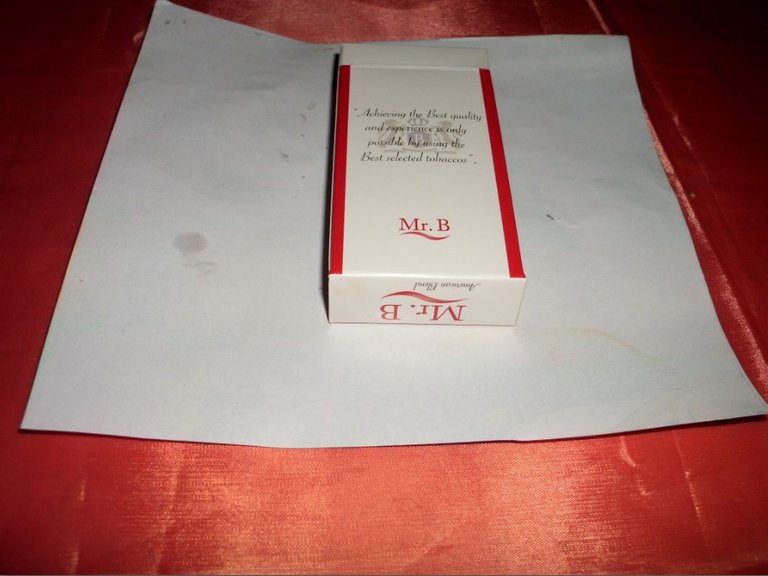 "Achieving the Best quality
and experience is only
possible by using the
Best selected tobaccos".
Mr. B
American Blend
Mr. B